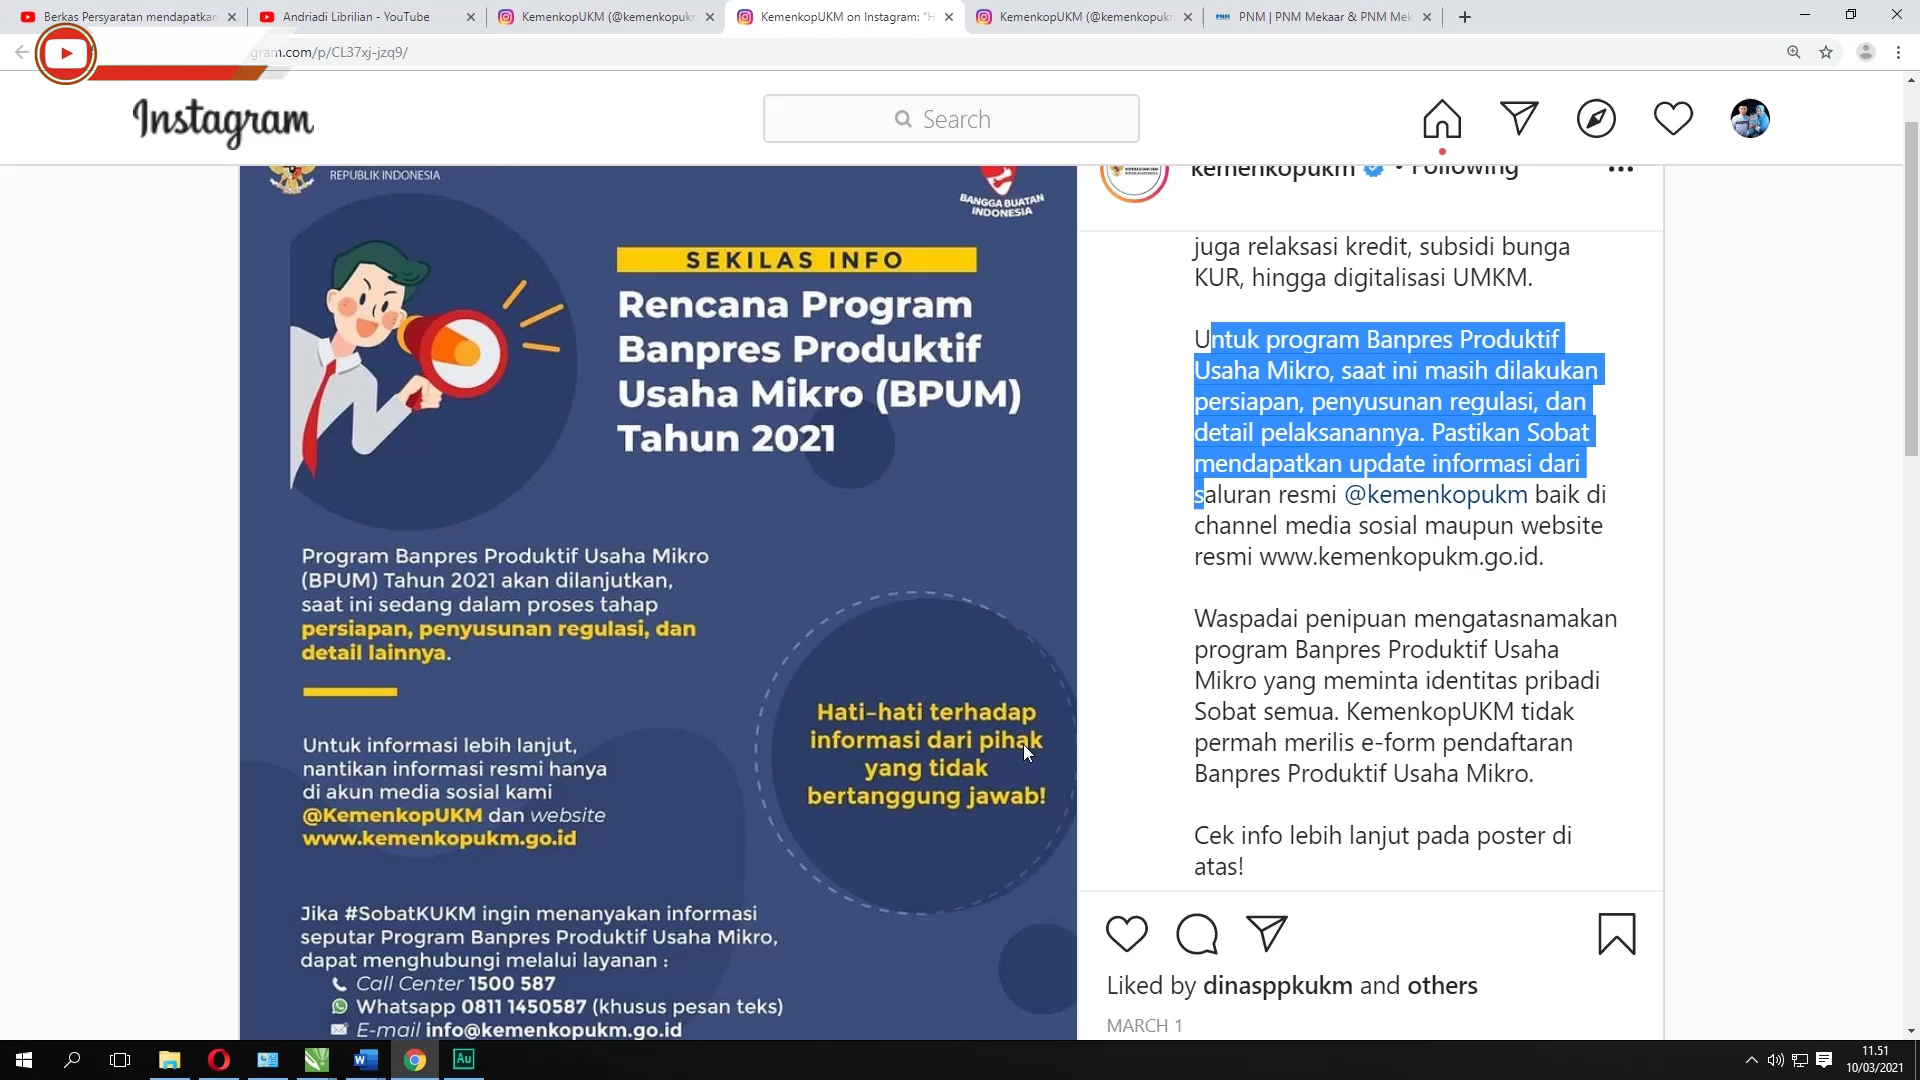 Berkas Persyaratan mendapatkan
Andriadi Librilian - YouTube
KemenkopUKM (@kemenkopukm
KemenkopUKM on Instagram: "H
KemenkopUKM (@kemenkopukm
PNM | PNM Mekaar & PNM Mek
gram.com/p/CL37xj-jzq9/
Instagram
Search
REPUBLIK INDONESIA
BANGGA BUATAN
INDONESIA
SEKILAS INFO
Rencana Program
Banpres Produktif
Usaha Mikro (BPUM)
Tahun 2021
Program Banpres Produktif Usaha Mikro
(BPUM) Tahun 2021 akan dilanjutkan,
saat ini sedang dalam proses tahap
persiapan, penyusunan regulasi, dan
detail lainnya.
Hati-hati terhadap
informasi dari pihak
yang tidak
bertanggung jawab!
Untuk informasi lebih lanjut,
nantikan informasi resmi hanya
di akun media sosial kami
@KemenkopUKM dan website
www.kemenkopukm.go.id
Jika #SobatKUKM ingin menanyakan informasi
seputar Program Banpres Produktif Usaha Mikro,
dapat menghubungi melalui layanan :
Call Center 1500 587
Whatsapp 0811 1450587 (khusus pesan teks)
E-mail info@kemenkopukm.go.id
kemenkopukm • Following
juga relaksasi kredit, subsidi bunga
KUR, hingga digitalisasi UMKM.
Untuk program Banpres Produktif
Usaha Mikro, saat ini masih dilakukan
persiapan, penyusunan regulasi, dan
detail pelaksanannya. Pastikan Sobat
mendapatkan update informasi dari
saluran resmi @kemenkopukm baik di
channel media sosial maupun website
resmi www.kemenkopukm.go.id.
Waspadai penipuan mengatasnamakan
program Banpres Produktif Usaha
Mikro yang meminta identitas pribadi
Sobat semua. KemenkopUKM tidak
permah merilis e-form pendaftaran
Banpres Produktif Usaha Mikro.
Cek info lebih lanjut pada poster di
atas!
Liked by dinasppkukm and others
MARCH 1
Au
11.51
10/03/2021